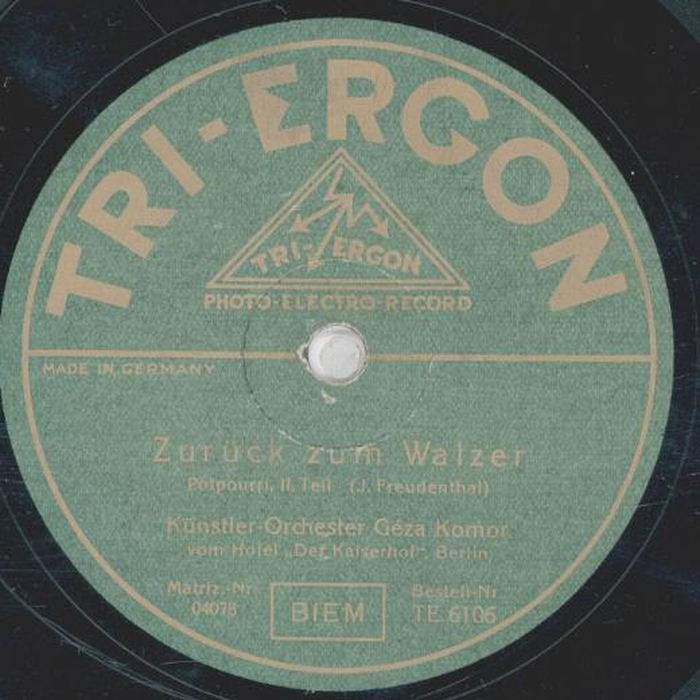 TRI-ERGON
TRI-ERGON
PHOTO-ELECTRO-RECORD
MADE IN GERMANY
Zurück zum Walzer
Potpourri, II. Teil (J. Freudenthal)
Künstler-Orchester Géza Komor
vom Hotel „Der Kaiserhof“, Berlin
Matriz.-Nr. BIEM Bestell-Nr
04078 TE 6106